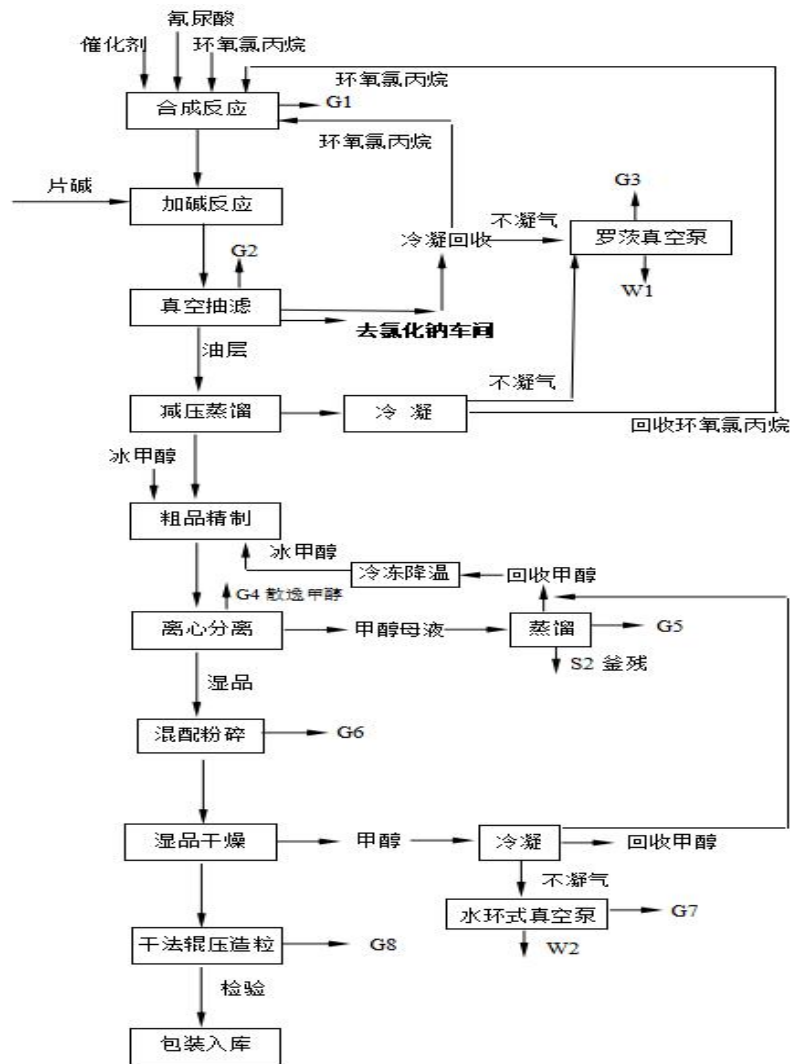 氰尿酸
催化剂 环氧氯丙烷
环氧氯丙烷
合成反应 G1
环氧氯丙烷
片碱
加碱反应
G3
不凝气
冷凝回收 罗茨真空泵
G2
W1
真空抽滤
去氯化钠车间
油层
不凝气
减压蒸馏 冷 凝
回收环氧氯丙烷
冰甲醇
粗品精制
冰甲醇
冷冻降温 回收甲醇
G4 散逸甲醇
离心分离 甲醇母液 蒸馏 G5
S2 釜残
湿品
混配粉碎 G6
湿品干燥 甲醇 冷凝 回收甲醇
不凝气
水环式真空泵 G7
W2
干法辊压造粒 G8
检验
包装入库